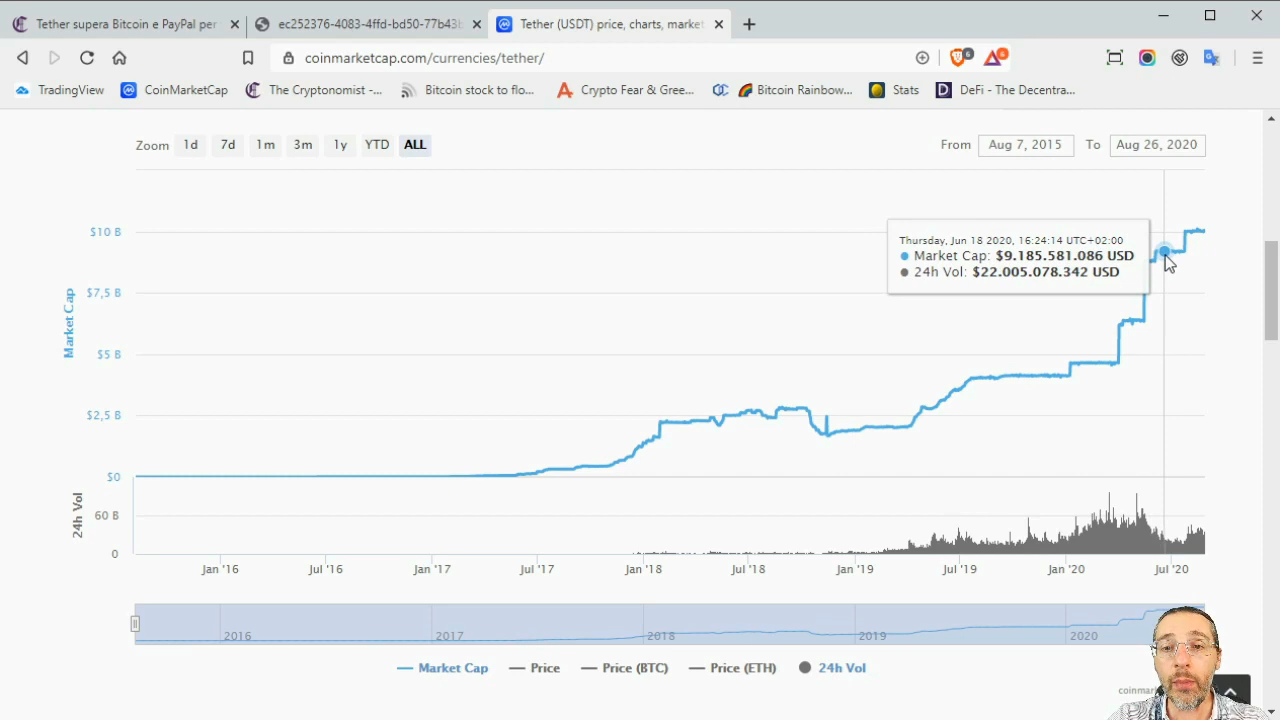 Tether supera Bitcoin e PayPal per
ec252376-4083-4ffd-bd50-77b43b
Tether (USDT) price, charts, market
coinmarketcap.com/currencies/tether/
6
6
TradingView
CoinMarketCap
The Cryptonomist -...
Bitcoin stock to flo...
Crypto Fear & Gree...
Bitcoin Rainbow...
Stats
DeFi - The Decentra...
Zoom 1d 7d 1m 3m 1y YTD ALL
From Aug 7, 2015 To Aug 26, 2020
$10 B
$7,5 B
$5 B
$2,5 B
$0
Market Cap
Thursday, Jun 18 2020, 16:24:14 UTC+02:00
Market Cap: $9.185.581.086 USD
24h Vol: $22.005.078.342 USD
24h Vol
60 B
0
Jan '16 Jul '16 Jan '17 Jul '17 Jan '18 Jul '18 Jan '19 Jul '19 Jan '20 Jul '20
2016 2017 2018 2019 2020
Market Cap Price Price (BTC) Price (ETH) 24h Vol